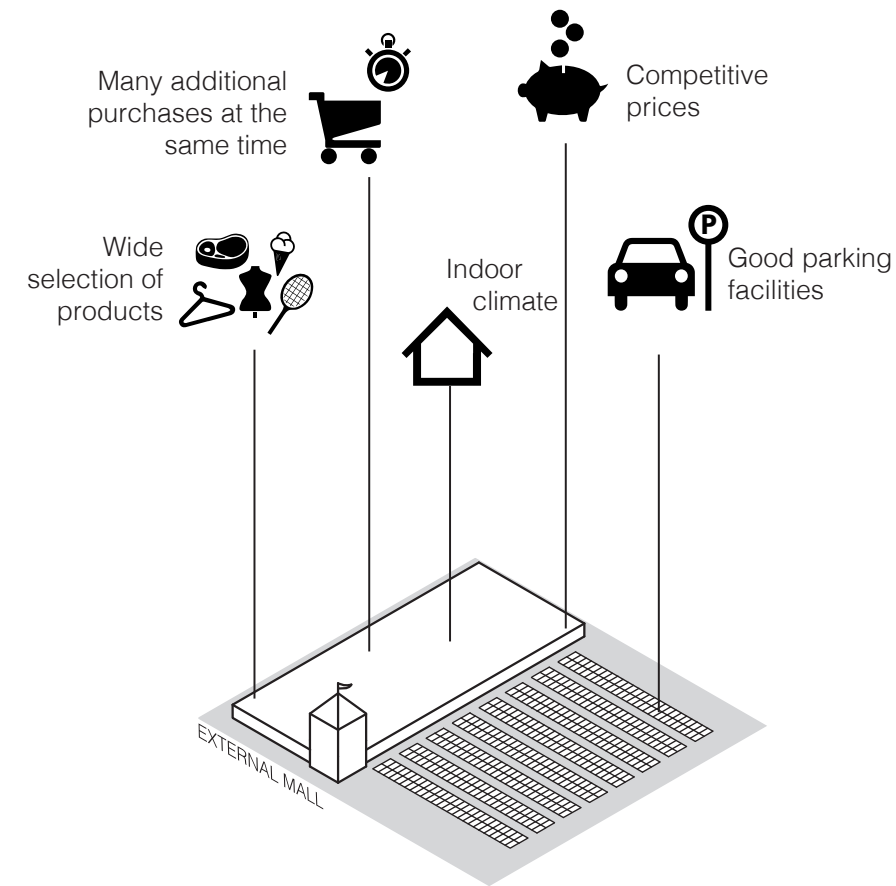 Many additional
purchases at the
same time
Competitive
prices
Wide
selection of
products
Indoor
climate
P
Good parking
facilities
EXTERNAL MALL